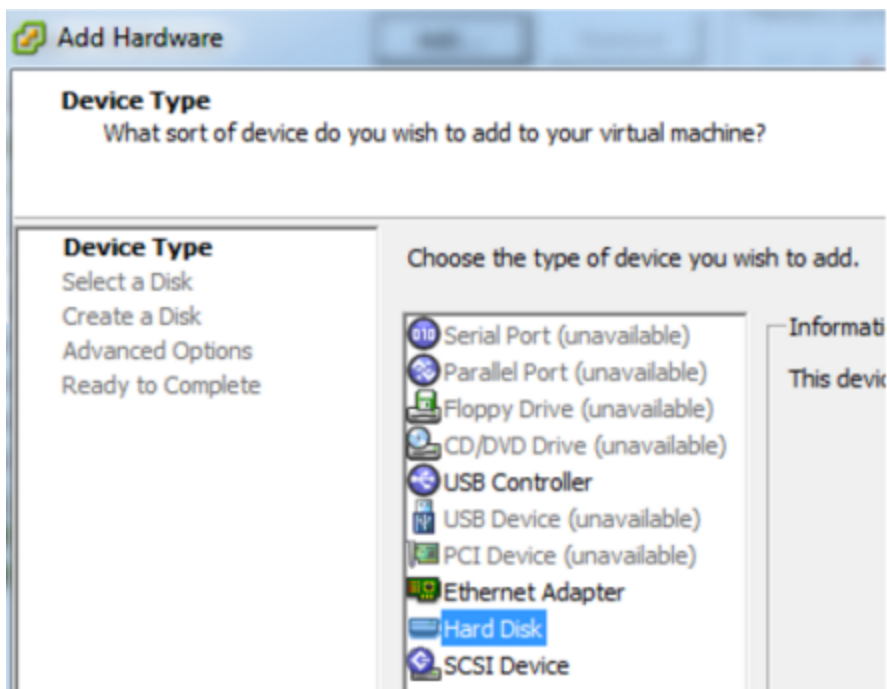 Add Hardware
Device Type
What sort of device do you wish to add to your virtual machine?
Device Type
Select a Disk
Create a Disk
Advanced Options
Ready to Complete
Choose the type of device you wish to add.
Serial Port (unavailable)
Parallel Port (unavailable)
Floppy Drive (unavailable)
CD/DVD Drive (unavailable)
USB Controller
USB Device (unavailable)
PCI Device (unavailable)
Ethernet Adapter
Hard Disk
SCSI Device
Informati
This devic